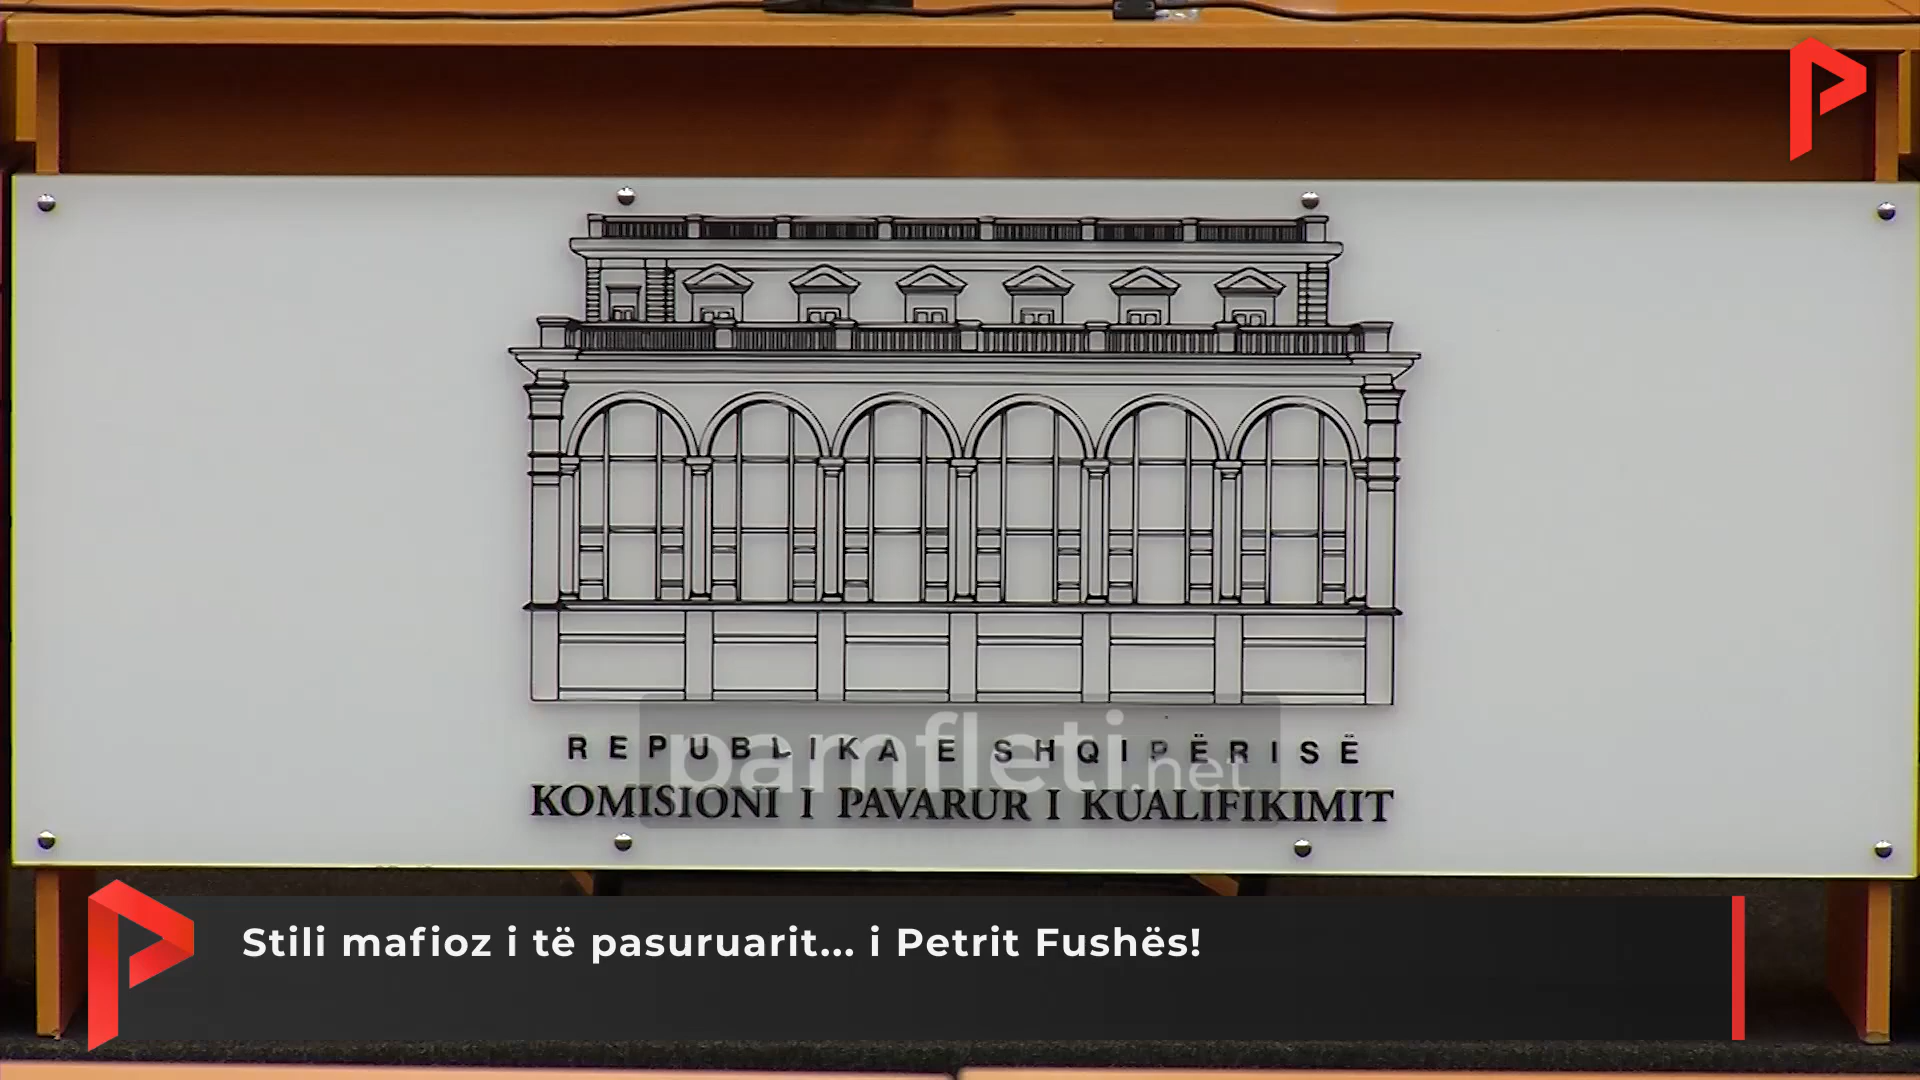 REPUBLIKA E SHQIPËRISË
pamfleti.net
KOMISIONI I PAVARUR I KUALIFIKIMIT
Stili mafioz i të pasuruarit... i Petrit Fushës!